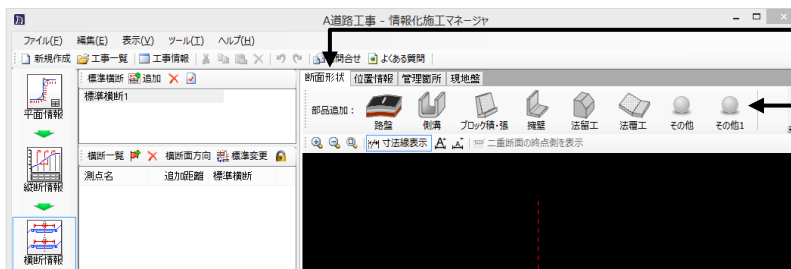 A道路工事 - 情報化施工マネージャ
ファイル(F) 編集(E) 表示(V) ツール(T) ヘルプ(H)
新規作成 工事一覧 工事情報 問合せ よくある質問
標準横断 追加
断面形状 位置情報 管理箇所 現地盤
標準横断1
部品追加：
路盤 側溝 ブロック積・張 擁壁 法留工 法覆工 その他 その他1
平面情報
寸法線表示 二重断面の終点側を表示
横断一覧 横断面方向 標準変更
測点名 追加距離 標準横断
縦断情報
横断情報